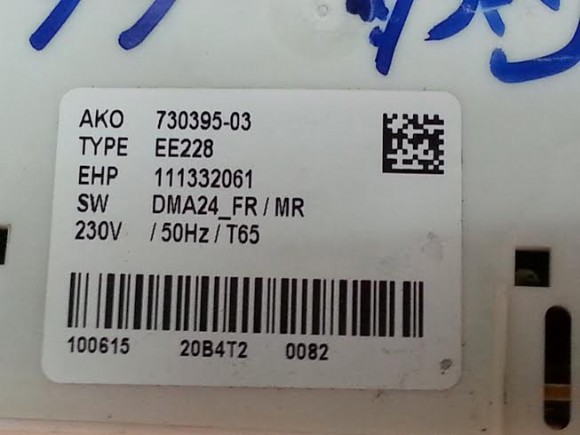 AKO 730395-03
TYPE EE228
EHP 111332061
SW DMA24_FR / MR
230V / 50Hz / T65
100615 20B4T2 0082